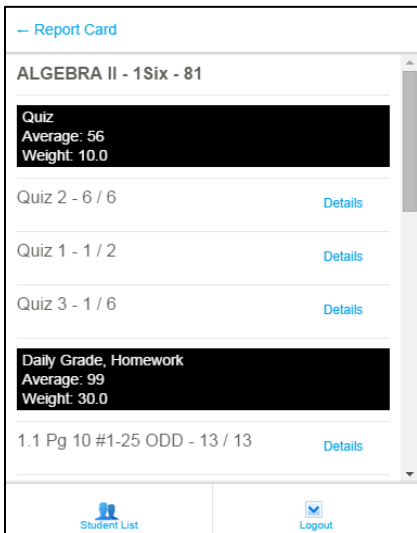 ← Report Card
ALGEBRA II - 1Six - 81
Quiz
Average: 56
Weight: 10.0
Quiz 2 - 6 / 6 Details
Quiz 1 - 1 / 2 Details
Quiz 3 - 1 / 6 Details
Daily Grade, Homework
Average: 99
Weight: 30.0
1.1 Pg 10 #1-25 ODD - 13 / 13 Details
Student List Logout